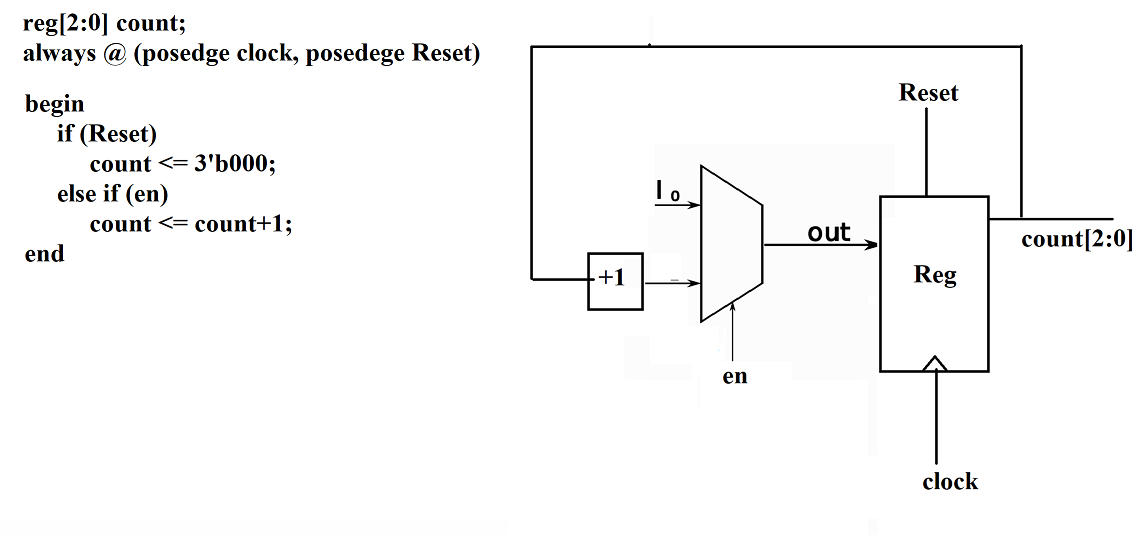 reg[2:0] count;
always @ (posedge clock, posedege Reset)
begin
if (Reset)
count <= 3'b000;
else if (en)
count <= count+1;
end
Reset
I0
out
count[2:0]
+1
Reg
en
clock